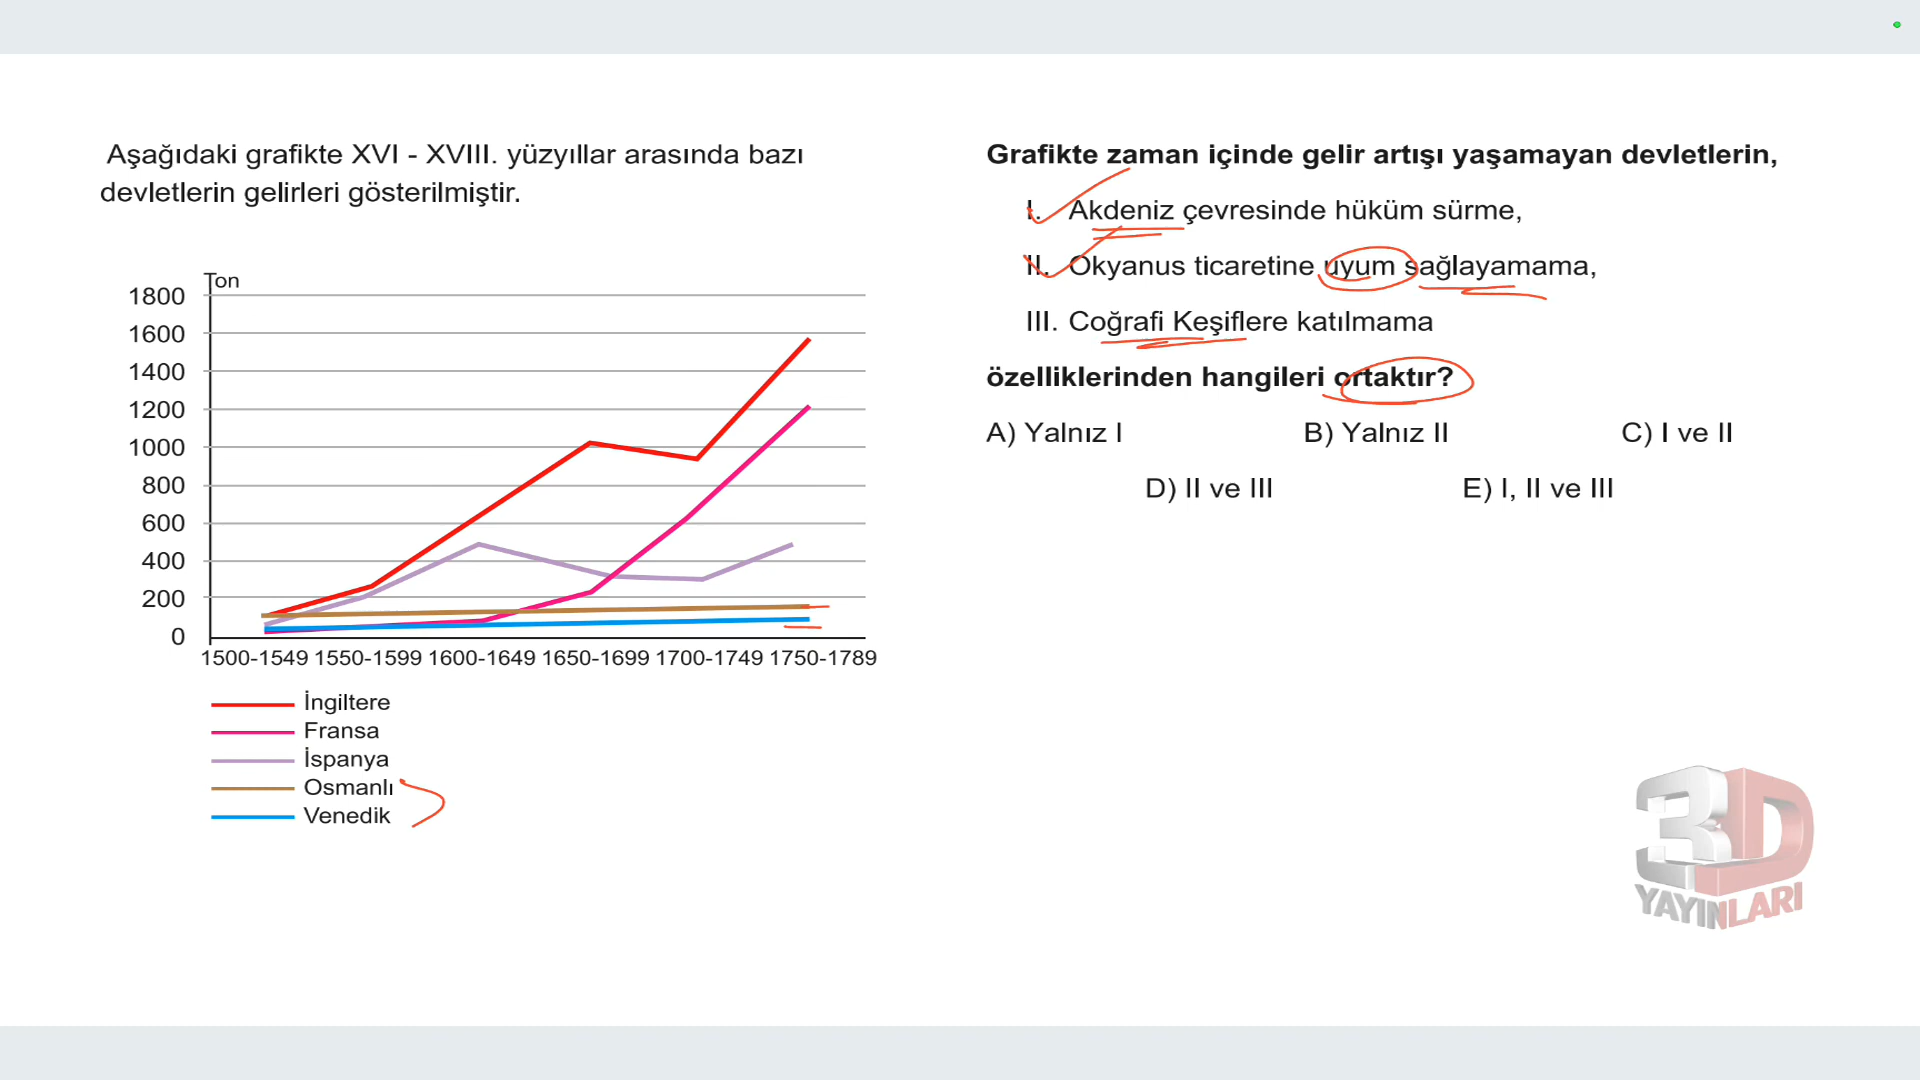 Aşağıdaki grafikte XVI - XVIII. yüzyıllar arasında bazı
devletlerin gelirleri gösterilmiştir.
Ton
1800
1600
1400
1200
1000
800
600
400
200
0
1500-1549 1550-1599 1600-1649 1650-1699 1700-1749 1750-1789
İngiltere
Fransa
İspanya
Osmanlı
Venedik
Grafikte zaman içinde gelir artışı yaşamayan devletlerin,
I. Akdeniz çevresinde hüküm sürme,
II. Okyanus ticaretine uyum sağlayamama,
III. Coğrafi Keşiflere katılmama
özelliklerinden hangileri ortaktır?
A) Yalnız I B) Yalnız II C) I ve II
D) II ve III E) I, II ve III
3D
YAYINLARI